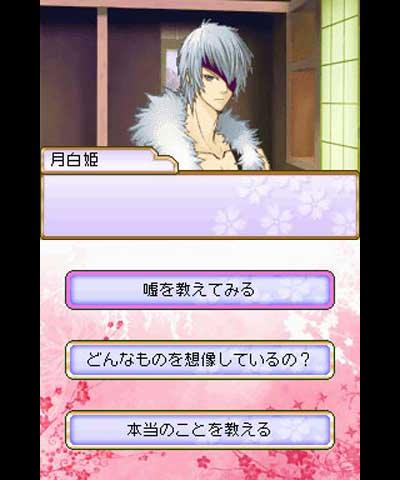 月白姫
嘘を教えてみる
どんなものを想像しているの？
本当のことを教える